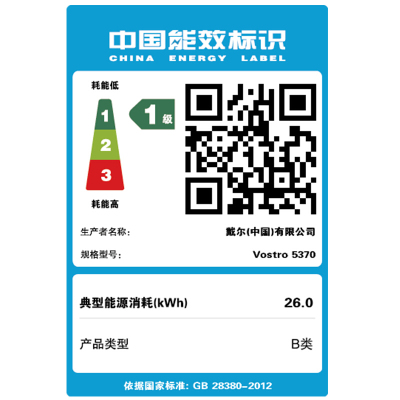 中国能效标识
CHINA ENERGY LABEL
耗能低
1
2
3
耗能高
1级
生产者名称: 戴尔(中国)有限公司
规格型号: Vostro 5370
典型能源消耗(kWh) 26.0
产品类型 B类
依据国家标准: GB 28380-2012